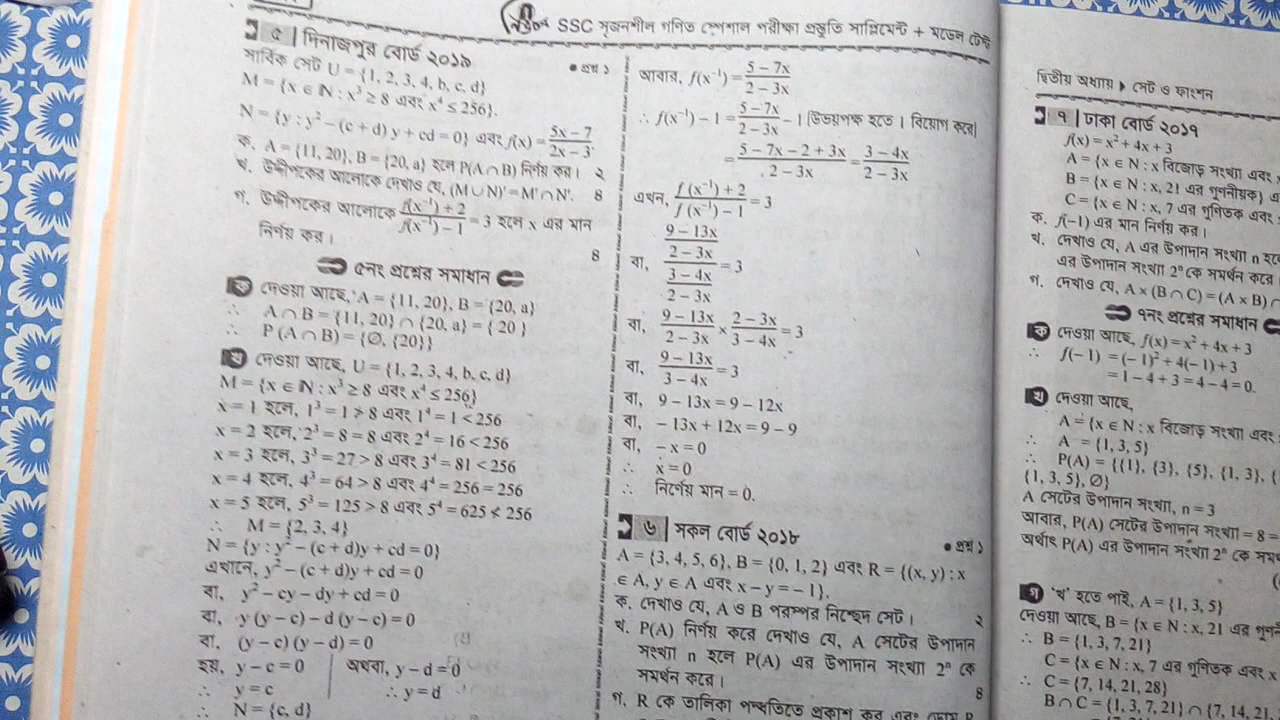 SSC সৃজনশীল গণিত স্পেশাল পরীক্ষা প্রস্তুতি সাপ্লিমেন্ট + মডেল টেস্ট
৫ | দিনাজপুর বোর্ড ২০১৯
● প্রশ্ন ১
সার্বিক সেট U = {1, 2, 3, 4, b, c, d}
M = {x ∈ N : x³ ≥ 8 এবং x⁴ ≤ 256}.
N = {y : y² – (c + d) y + cd = 0} এবং f(x) = (5x – 7)/(2x – 3).
ক. A = {11, 20}, B = {20, a} হলে P(A ∩ B) নির্ণয় কর। ২
খ. উদ্দীপকের আলোকে দেখাও যে, (M ∪ N)' = M' ∩ N'. 8
গ. উদ্দীপকের আলোকে (f(x⁻¹) + 2)/(f(x⁻¹) – 1) = 3 হলে x এর মান
নির্ণয় কর। 8
৫নং প্রশ্নের সমাধান
ক দেওয়া আছে, A = {11, 20}, B = {20, a}
∴ A ∩ B = {11, 20} ∩ {20, a} = { 20 }
∴ P (A ∩ B) = {∅, {20}}
খ দেওয়া আছে, U = {1, 2, 3, 4, b, c, d}
M = {x ∈ N : x³ ≥ 8 এবং x⁴ ≤ 256}
x = 1 হলে, 1³ = 1 ≯ 8 এবং 1⁴ = 1 < 256
x = 2 হলে, 2³ = 8 = 8 এবং 2⁴ = 16 < 256
x = 3 হলে, 3³ = 27 > 8 এবং 3⁴ = 81 < 256
x = 4 হলে, 4³ = 64 > 8 এবং 4⁴ = 256 = 256
x = 5 হলে, 5³ = 125 > 8 এবং 5⁴ = 625 ≮ 256
∴ M = {2, 3, 4}
N = {y : y² – (c + d)y + cd = 0}
এখানে, y² – (c + d)y + cd = 0
বা, y² – cy – dy + cd = 0
বা, y (y – c) – d (y – c) = 0
বা, (y – c) (y – d) = 0
হয়, y – c = 0 | অথবা, y – d = 0
∴ y = c ∴ y = d
∴ N = {c, d}
আবার, f(x⁻¹) = (5 – 7x)/(2 – 3x)
∴ f(x⁻¹) – 1 = (5 – 7x)/(2 – 3x) – 1 [উভয়পক্ষ হতে 1 বিয়োগ করে]
= (5 – 7x – 2 + 3x)/(2 – 3x) = (3 – 4x)/(2 – 3x)
এখন, (f (x⁻¹) + 2)/(f (x⁻¹) – 1) = 3
বা, ((9 – 13x)/(2 – 3x))/((3 – 4x)/(2 – 3x)) = 3
বা, (9 – 13x)/(2 – 3x) × (2 – 3x)/(3 – 4x) = 3
বা, (9 – 13x)/(3 – 4x) = 3
বা, 9 – 13x = 9 – 12x
বা, – 13x + 12x = 9 – 9
বা, – x = 0
∴ x = 0
∴ নির্ণেয় মান = 0.
৬ | সকল বোর্ড ২০১৮
● প্রশ্ন ১
A = {3, 4, 5, 6}, B = {0, 1, 2} এবং R = {(x, y) : x
∈ A, y ∈ A এবং x – y = – 1}.
ক. দেখাও যে, A ও B পরস্পর নিশ্ছেদ সেট। ২
খ. P(A) নির্ণয় করে দেখাও যে, A সেটের উপাদান
সংখ্যা n হলে P(A) এর উপাদান সংখ্যা 2ⁿ কে
সমর্থন করে। 8
গ. R কে তালিকা পদ্ধতিতে প্রকাশ কর এবং
দ্বিতীয় অধ্যায় ▶ সেট ও ফাংশন
৭ | ঢাকা বোর্ড ২০১৭
f(x) = x² + 4x + 3
A = {x ∈ N : x বিজোড় সংখ্যা এবং
B = {x ∈ N : x, 21 এর গুণনীয়ক}
C = {x ∈ N : x, 7 এর গুণিতক এবং
ক. f(–1) এর মান নির্ণয় কর।
খ. দেখাও যে, A এর উপাদান সংখ্যা n
এর উপাদান সংখ্যা 2ⁿ কে সমর্থন করে
গ. দেখাও যে, A × (B ∩ C) = (A × B) ∩
৭নং প্রশ্নের সমাধান
ক দেওয়া আছে, f(x) = x² + 4x + 3
∴ f(–1) = (–1)² + 4(–1) + 3
= 1 – 4 + 3 = 4 – 4 = 0.
খ দেওয়া আছে,
A = {x ∈ N : x বিজোড় সংখ্যা এবং
∴ A = {1, 3, 5}
∴ P(A) = {{1}, {3}, {5}, {1, 3}, {
{1, 3, 5}, ∅}
A সেটের উপাদান সংখ্যা, n = 3
আবার, P(A) সেটের উপাদান সংখ্যা = 8 =
অর্থাৎ P(A) এর উপাদান সংখ্যা 2ⁿ কে
গ 'খ' হতে পাই, A = {1, 3, 5}
দেওয়া আছে, B = {x ∈ N : x, 21 এর
∴ B = {1, 3, 7, 21}
C = {x ∈ N : x, 7 এর গুণিতক এবং x
∴ C = {7, 14, 21, 28}
B ∩ C = {1, 3, 7, 21} ∩ {7, 14, 21,